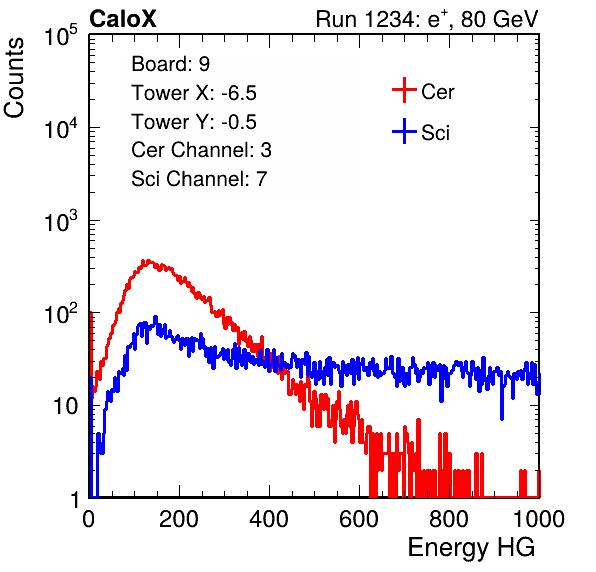 CaloX Run 1234: e⁺, 80 GeV
Counts
Board: 9
Tower X: -6.5
Tower Y: -0.5
Cer Channel: 3
Sci Channel: 7
Cer
Sci
10⁵
10⁴
10³
10²
10
1
0 200 400 600 800 1000
Energy HG